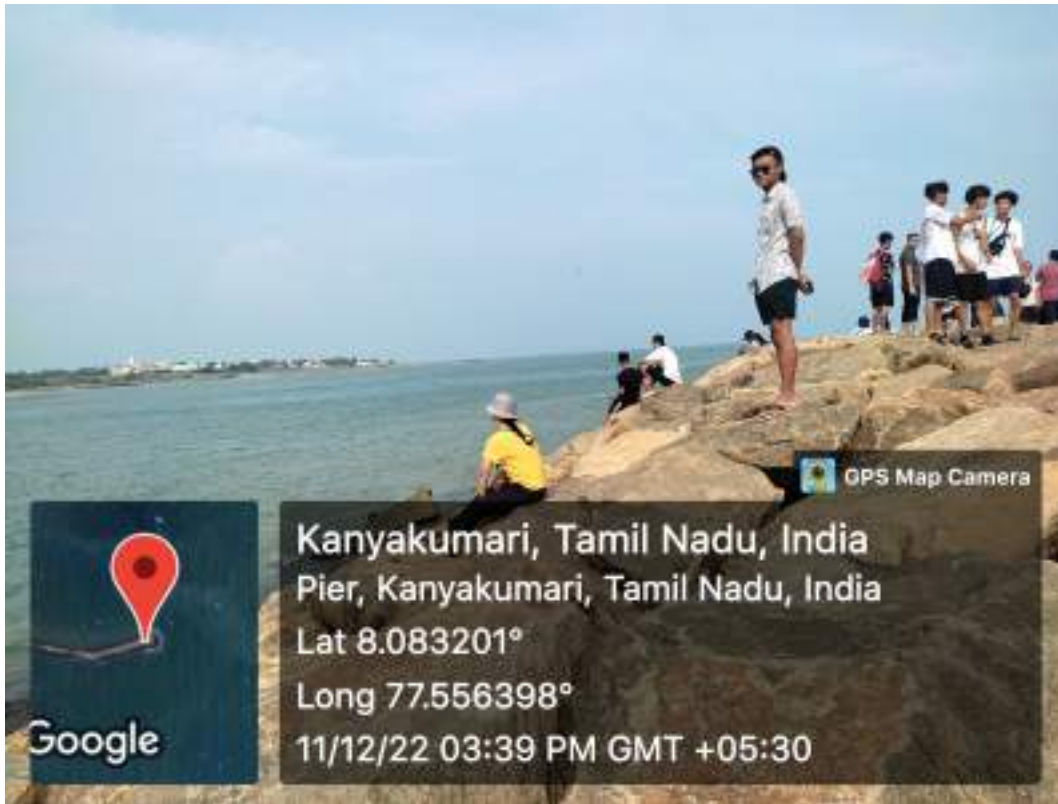 GPS Map Camera
Kanyakumari, Tamil Nadu, India
Pier, Kanyakumari, Tamil Nadu, India
Lat 8.083201°
Long 77.556398°
11/12/22 03:39 PM GMT +05:30
Google